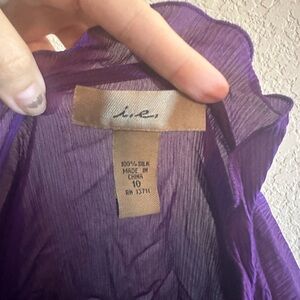 i.e.
100% SILK
MADE IN
CHINA
10
RN 13711